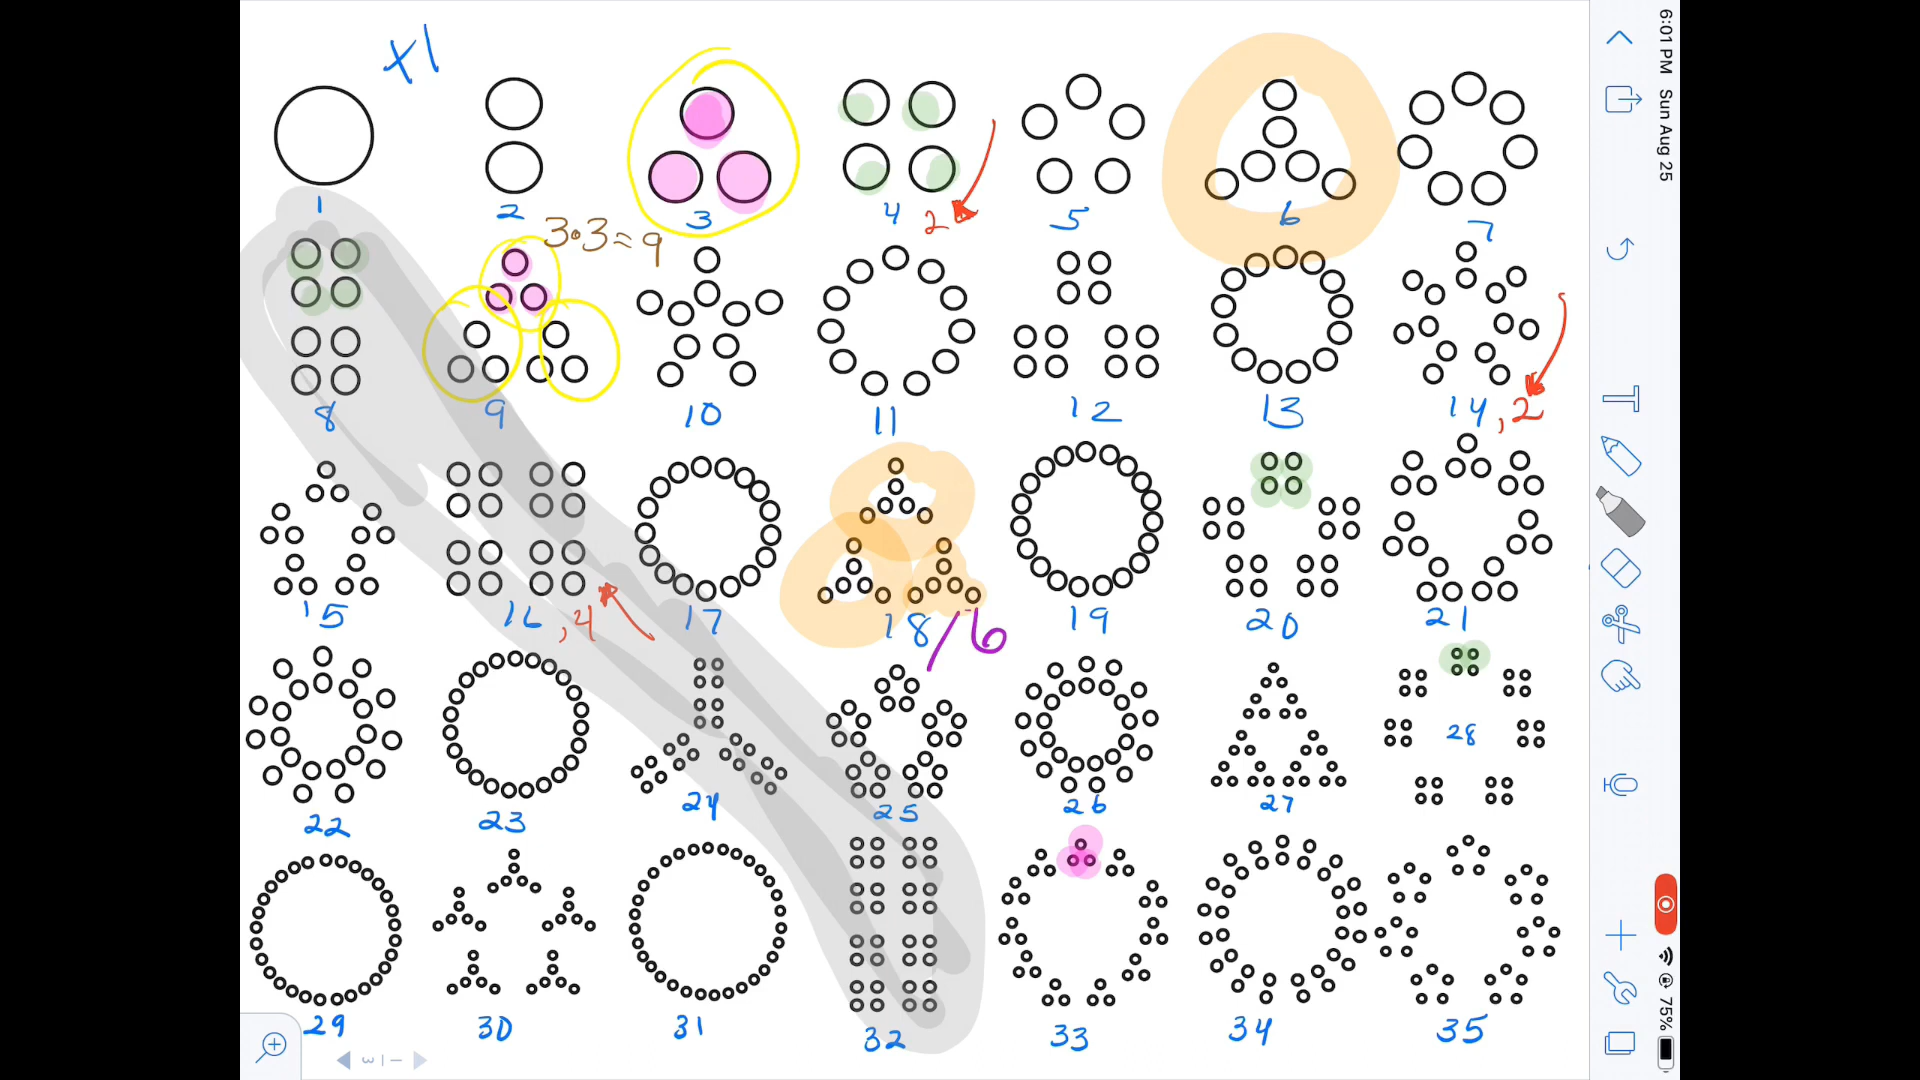 x1
1 2 3 4 2 5 6 7
3·3=9
8 9 10 11 12 13 14,2
15 16,4 17 18/6 19 20 21
22 23 24 25 26 27 28
29 30 31 32 33 34 35
6:01 PM Sun Aug 25
T
75%